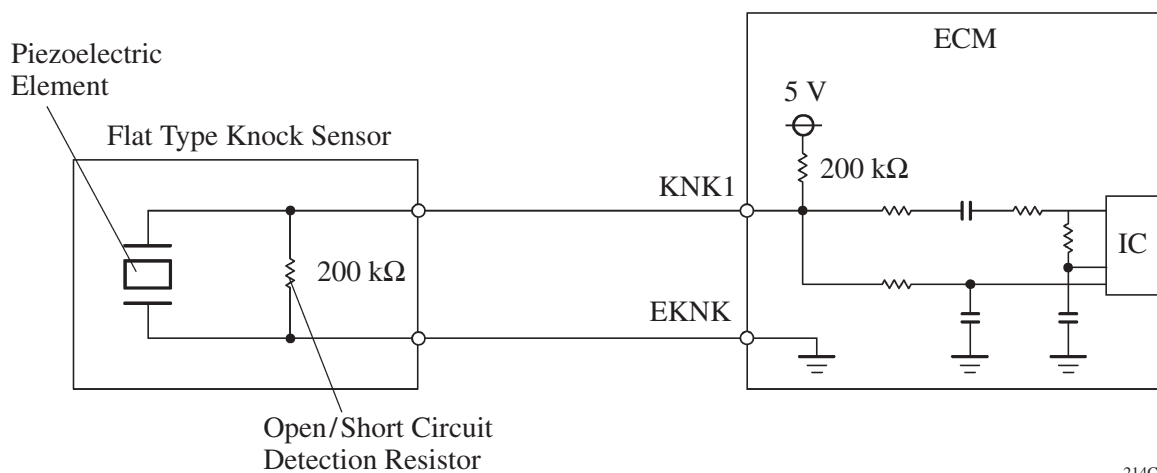 ECM
Piezoelectric
Element
5 V
Flat Type Knock Sensor
200 kΩ
KNK1
IC
200 kΩ
EKNK
Open/Short Circuit
Detection Resistor